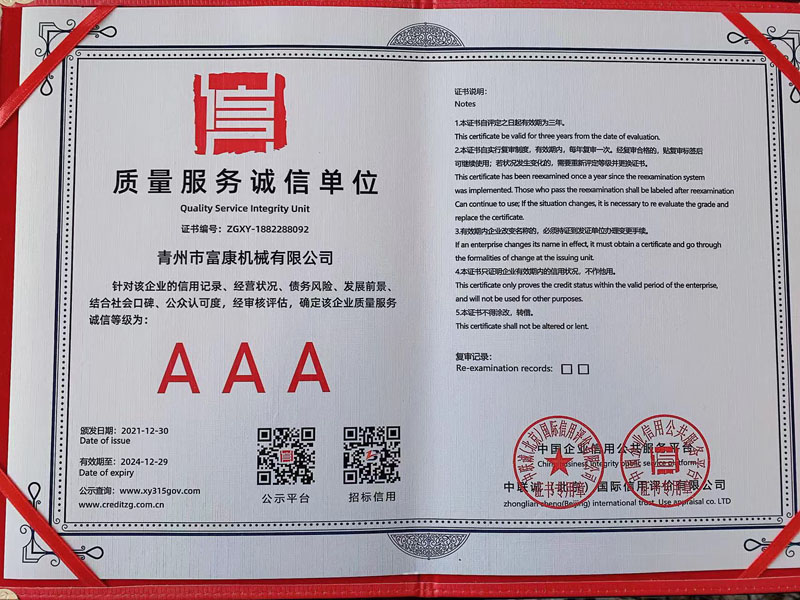 信
质量服务诚信单位
Quality Service Integrity Unit
证书编号：ZGXY-1882288092
青州市富康机械有限公司
针对该企业的信用记录、经营状况、债务风险、发展前景、
结合社会口碑、公众认可度，经审核评估，确定该企业质量服务
诚信等级为：
AAA
颁发日期：2021-12-30
Date of issue
有效期至：2024-12-29
Date of expiry
公示查询：www.xy315gov.com
www.creditzg.com.cn
公示平台
招标信用
证书说明：
Notes
1.本证书自评定之日起有效期为三年。
This certificate be valid for three years from the date of evaluation.
2.本证书自实行复审制度，有效期内，每年复审一次。经复审合格的，贴复审标签后
可继续使用；若状况发生变化的，需要重新评定等级并更换证书。
This certificate has been reexamined once a year since the reexamination system
was implemented. Those who pass the reexamination shall be labeled after reexamination
Can continue to use; If the situation changes, it is necessary to re evaluate the grade and
replace the certificate.
3.有效期内企业改变名称的，必须持证到发证单位办理变更手续。
If an enterprise changes its name in effect, it must obtain a certificate and go through
the formalities of change at the issuing unit.
4.本证书只证明企业有效期内的信用状况，不作他用。
This certificate only proves the credit status within the valid period of the enterprise,
and will not be used for other purposes.
5.本证书不得涂改，转借。
This certificate shall not be altered or lent.
复审记录：
Re-examination records:
中国企业信用公共服务平台
China business integrity public service platform
中联诚（北京）国际信用评价有限公司
zhonglian cheng(Beijing) international trust. Use appraisal co. LTD
证书专用章
证书专用章